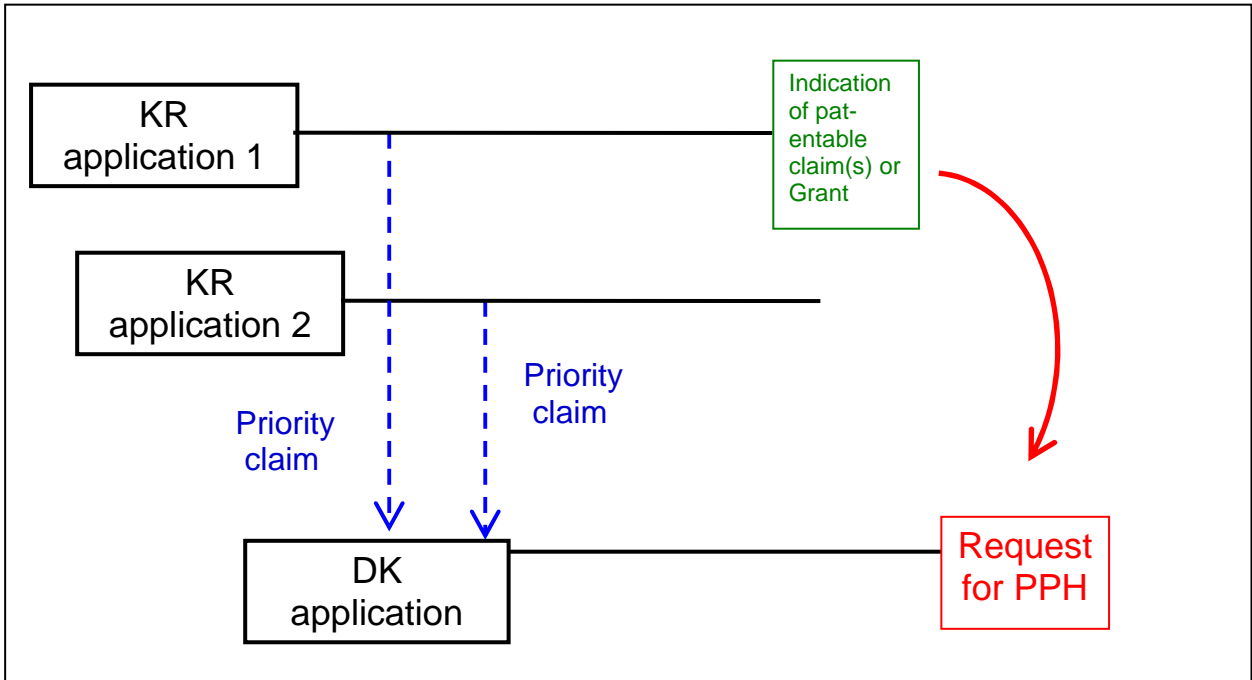 KR
application 1
Indication
of pat-
entable
claim(s) or
Grant
KR
application 2
Priority
claim
Priority
claim
DK
application
Request
for PPH